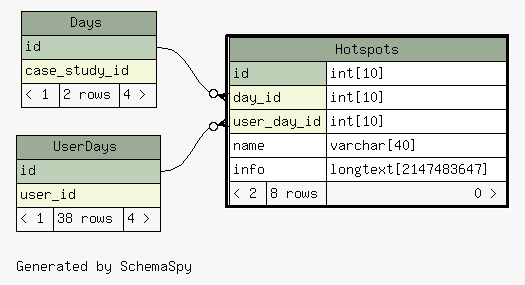 Days
id
case_study_id
< 1 2 rows 4 >
Hotspots
id int[10]
day_id int[10]
user_day_id int[10]
name varchar[40]
info longtext[2147483647]
< 2 8 rows 0 >
UserDays
id
user_id
< 1 38 rows 4 >
Generated by SchemaSpy